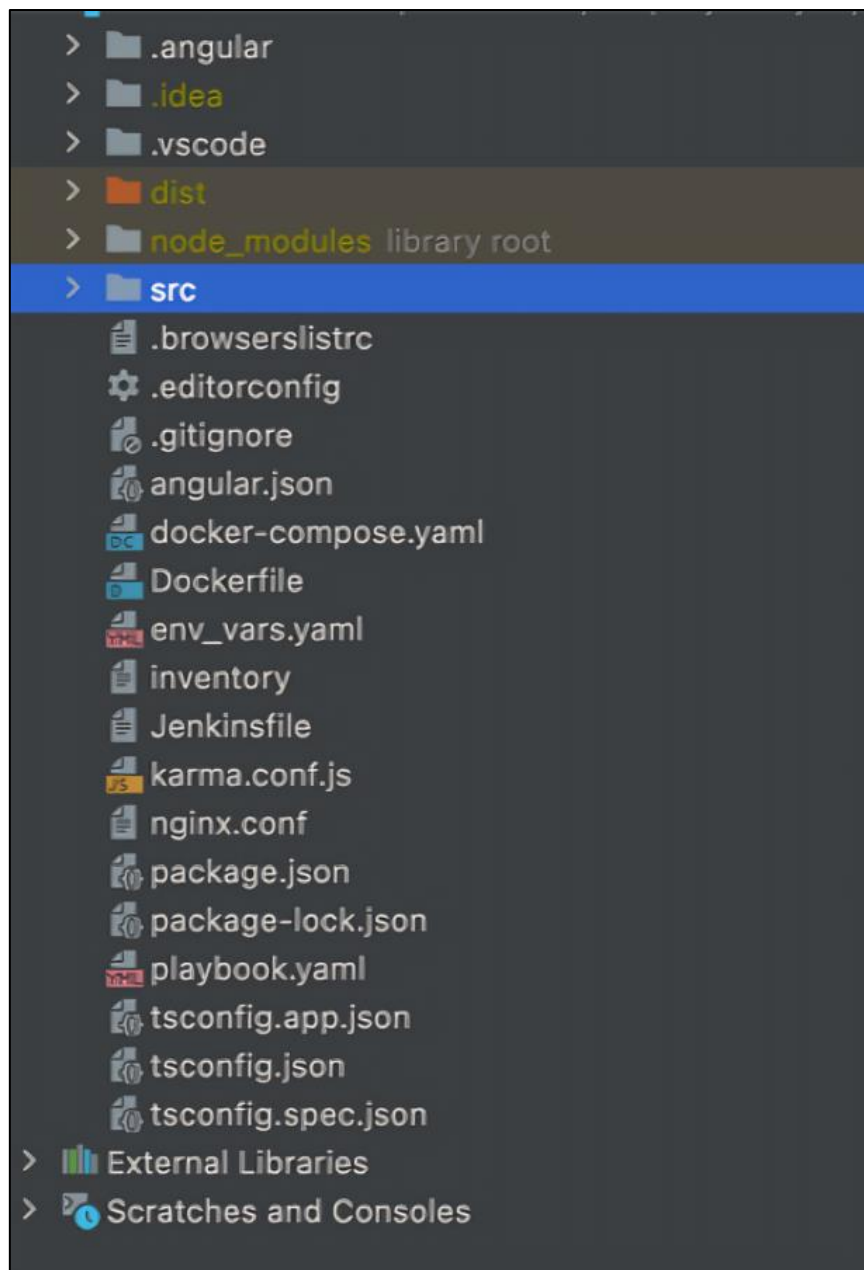 .angular
.idea
.vscode
dist
node_modules library root
src
.browserslistrc
.editorconfig
.gitignore
angular.json
docker-compose.yaml
Dockerfile
env_vars.yaml
inventory
Jenkinsfile
karma.conf.js
nginx.conf
package.json
package-lock.json
playbook.yaml
tsconfig.app.json
tsconfig.json
tsconfig.spec.json
External Libraries
Scratches and Consoles